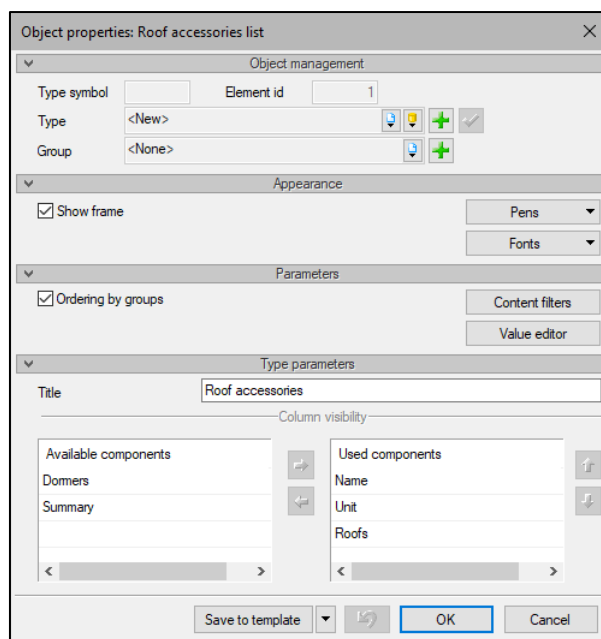 Object properties: Roof accessories list
Object management
Type symbol Element id 1
Type <New>
Group <None>
Appearance
Show frame Pens
Fonts
Parameters
Ordering by groups Content filters
Value editor
Type parameters
Title Roof accessories
Column visibility
Available components Used components
Dormers Name
Summary Unit
Roofs
Save to template OK Cancel